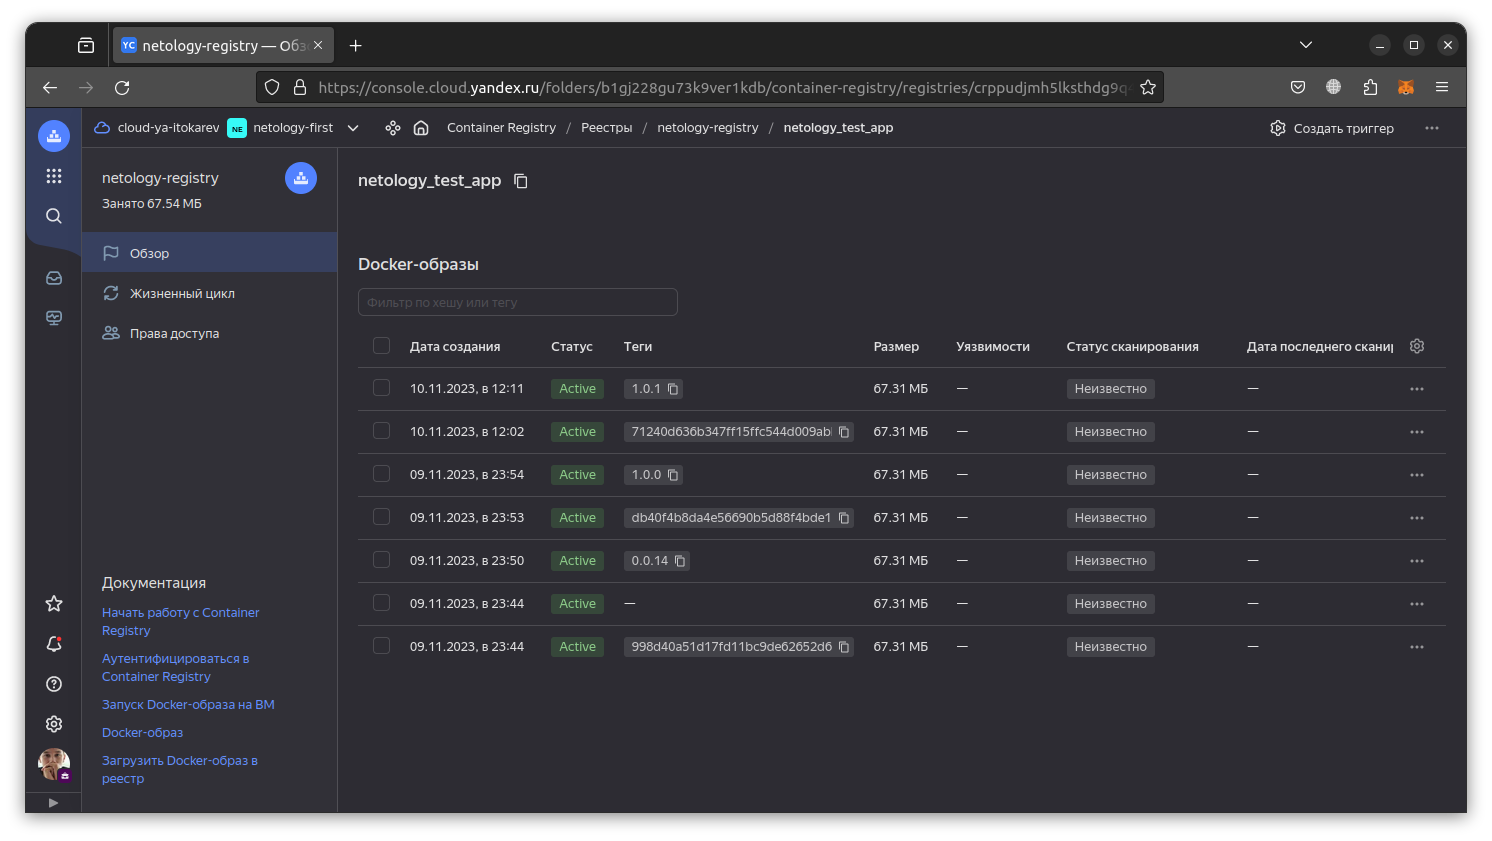 YC netology-registry — Обз
https://console.cloud.yandex.ru/folders/b1gj228gu73k9ver1kdb/container-registry/registries/crppudjmh5lksthdg9q
cloud-ya-itokarev NE netology-first Container Registry / Реестры / netology-registry / netology_test_app Создать триггер
netology-registry
Занято 67.54 МБ
Обзор
Жизненный цикл
Права доступа
Документация
Начать работу с Container
Registry
Аутентифицироваться в
Container Registry
Запуск Docker-образа на ВМ
Docker-образ
Загрузить Docker-образ в
реестр
netology_test_app
Docker-образы
Фильтр по хешу или тегу
Дата создания Статус Теги Размер Уязвимости Статус сканирования Дата последнего скани
10.11.2023, в 12:11 Active 1.0.1 67.31 МБ — Неизвестно —
10.11.2023, в 12:02 Active 71240d636b347ff15ffc544d009ab 67.31 МБ — Неизвестно —
09.11.2023, в 23:54 Active 1.0.0 67.31 МБ — Неизвестно —
09.11.2023, в 23:53 Active db40f4b8da4e56690b5d88f4bde1 67.31 МБ — Неизвестно —
09.11.2023, в 23:50 Active 0.0.14 67.31 МБ — Неизвестно —
09.11.2023, в 23:44 Active — 67.31 МБ — Неизвестно —
09.11.2023, в 23:44 Active 998d40a51d17fd11bc9de62652d6 67.31 МБ — Неизвестно —